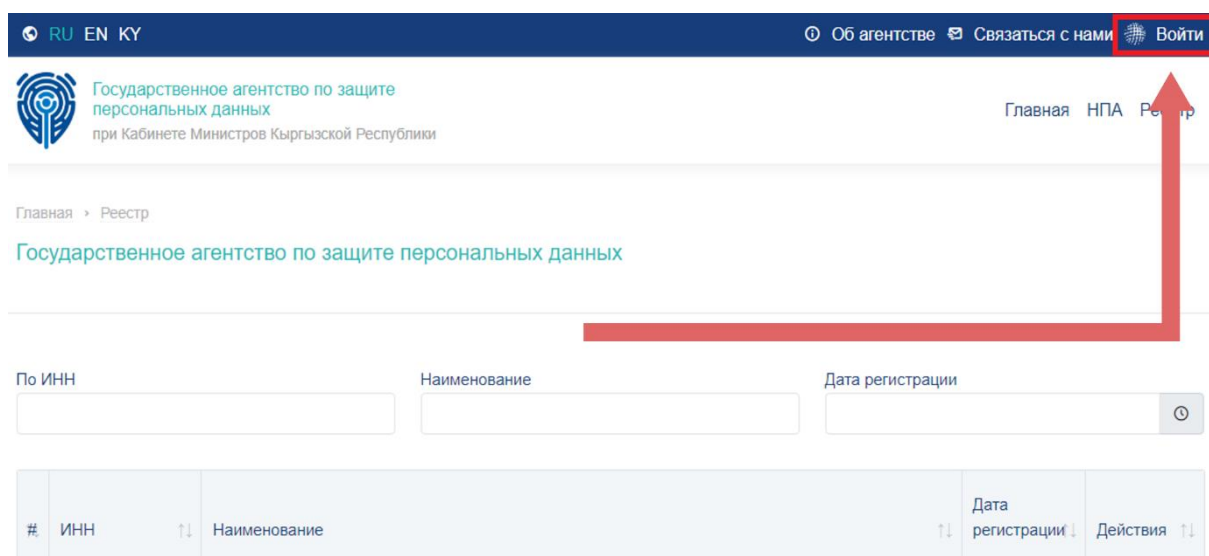 RU EN KY
Об агентстве Связаться с нами Войти
Государственное агентство по защите
персональных данных
при Кабинете Министров Кыргызской Республики
Главная НПА Реестр
Главная › Реестр
Государственное агентство по защите персональных данных
По ИНН
Наименование
Дата регистрации
# ИНН Наименование Дата
регистрации Действия